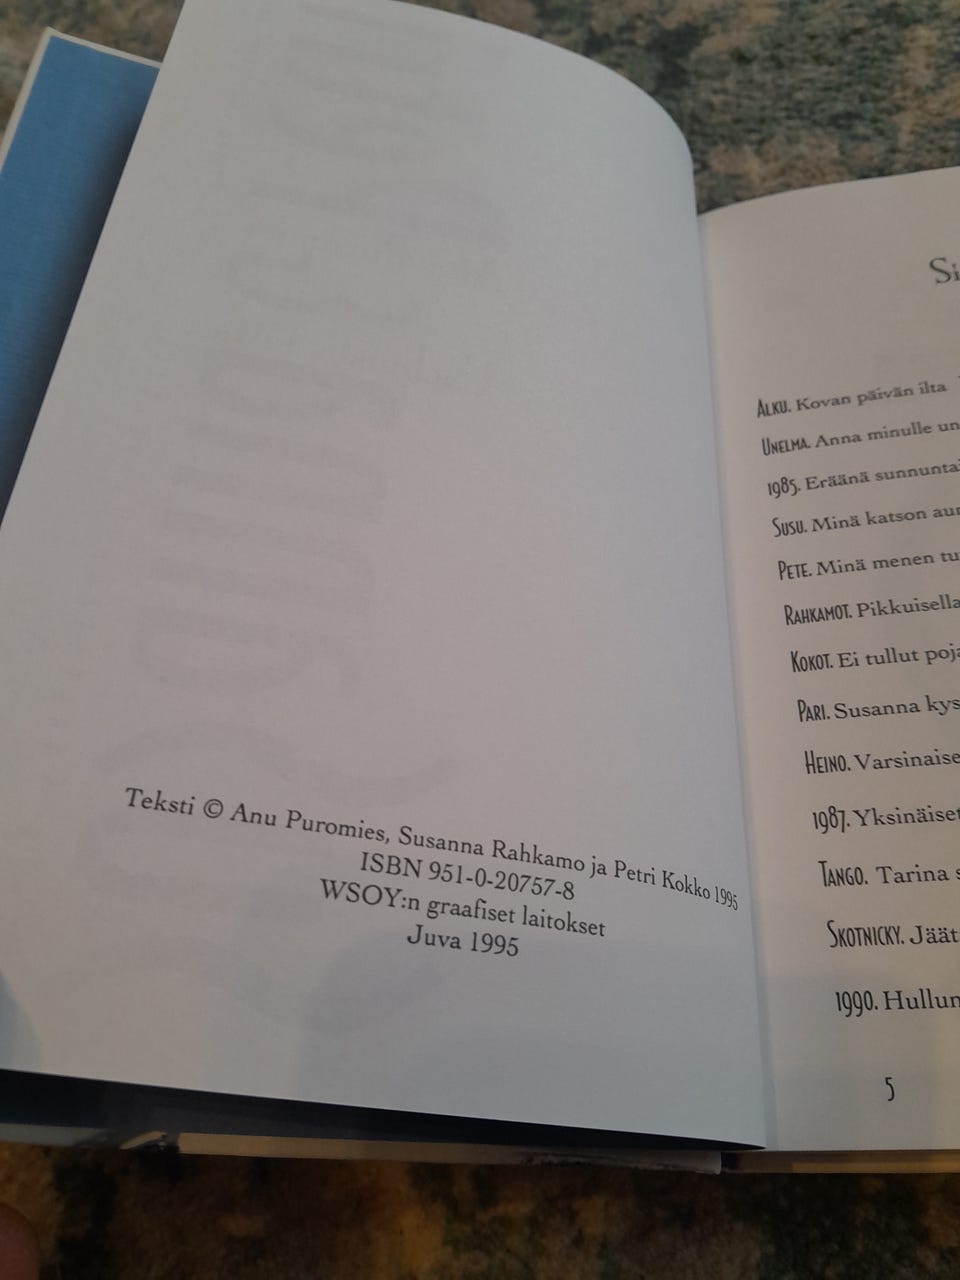 Teksti © Anu Puromies, Susanna Rahkamo ja Petri Kokko 1995
ISBN 951-0-20757-8
WSOY:n graafiset laitokset
Juva 1995
ALKU. Kovan päivän ilta
UNELMA. Anna minulle
1985. Eräänä
SUSU. Minä katson
PETE. Minä menen
RAHKAMOT. Pikkuisella
KOKOT. Ei tullut
PARI. Susanna
HEINO.
1987.
TANGO. Tarina
SKOTNICKY.
1990.
5